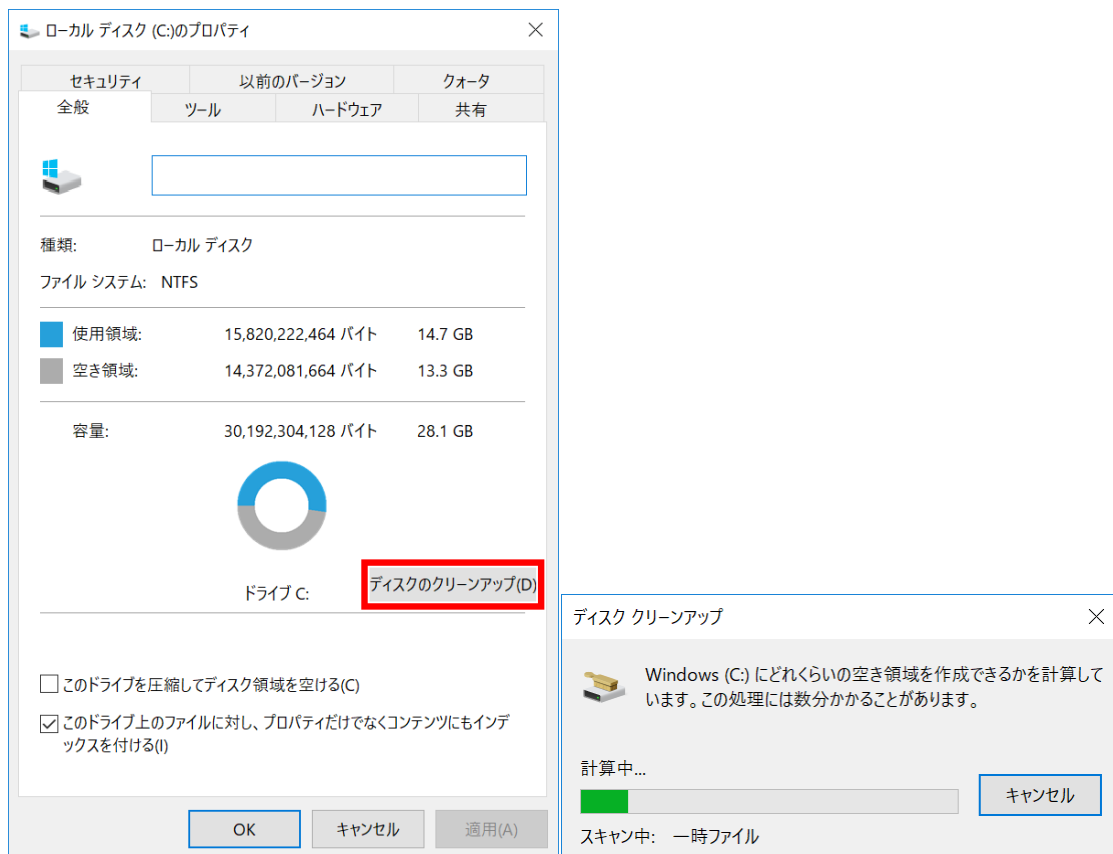 ローカル ディスク (C:)のプロパティ
セキュリティ 以前のバージョン クォータ
全般 ツール ハードウェア 共有
種類: ローカル ディスク
ファイル システム: NTFS
使用領域: 15,820,222,464 バイト 14.7 GB
空き領域: 14,372,081,664 バイト 13.3 GB
容量: 30,192,304,128 バイト 28.1 GB
ドライブ C:
ディスクのクリーンアップ(D)
このドライブを圧縮してディスク領域を空ける(C)
このドライブ上のファイルに対し、プロパティだけでなくコンテンツにもインデ
ックスを付ける(I)
OK キャンセル 適用(A)
ディスク クリーンアップ
Windows (C:) にどれくらいの空き領域を作成できるかを計算して
います。この処理には数分かかることがあります。
計算中...
キャンセル
スキャン中: 一時ファイル